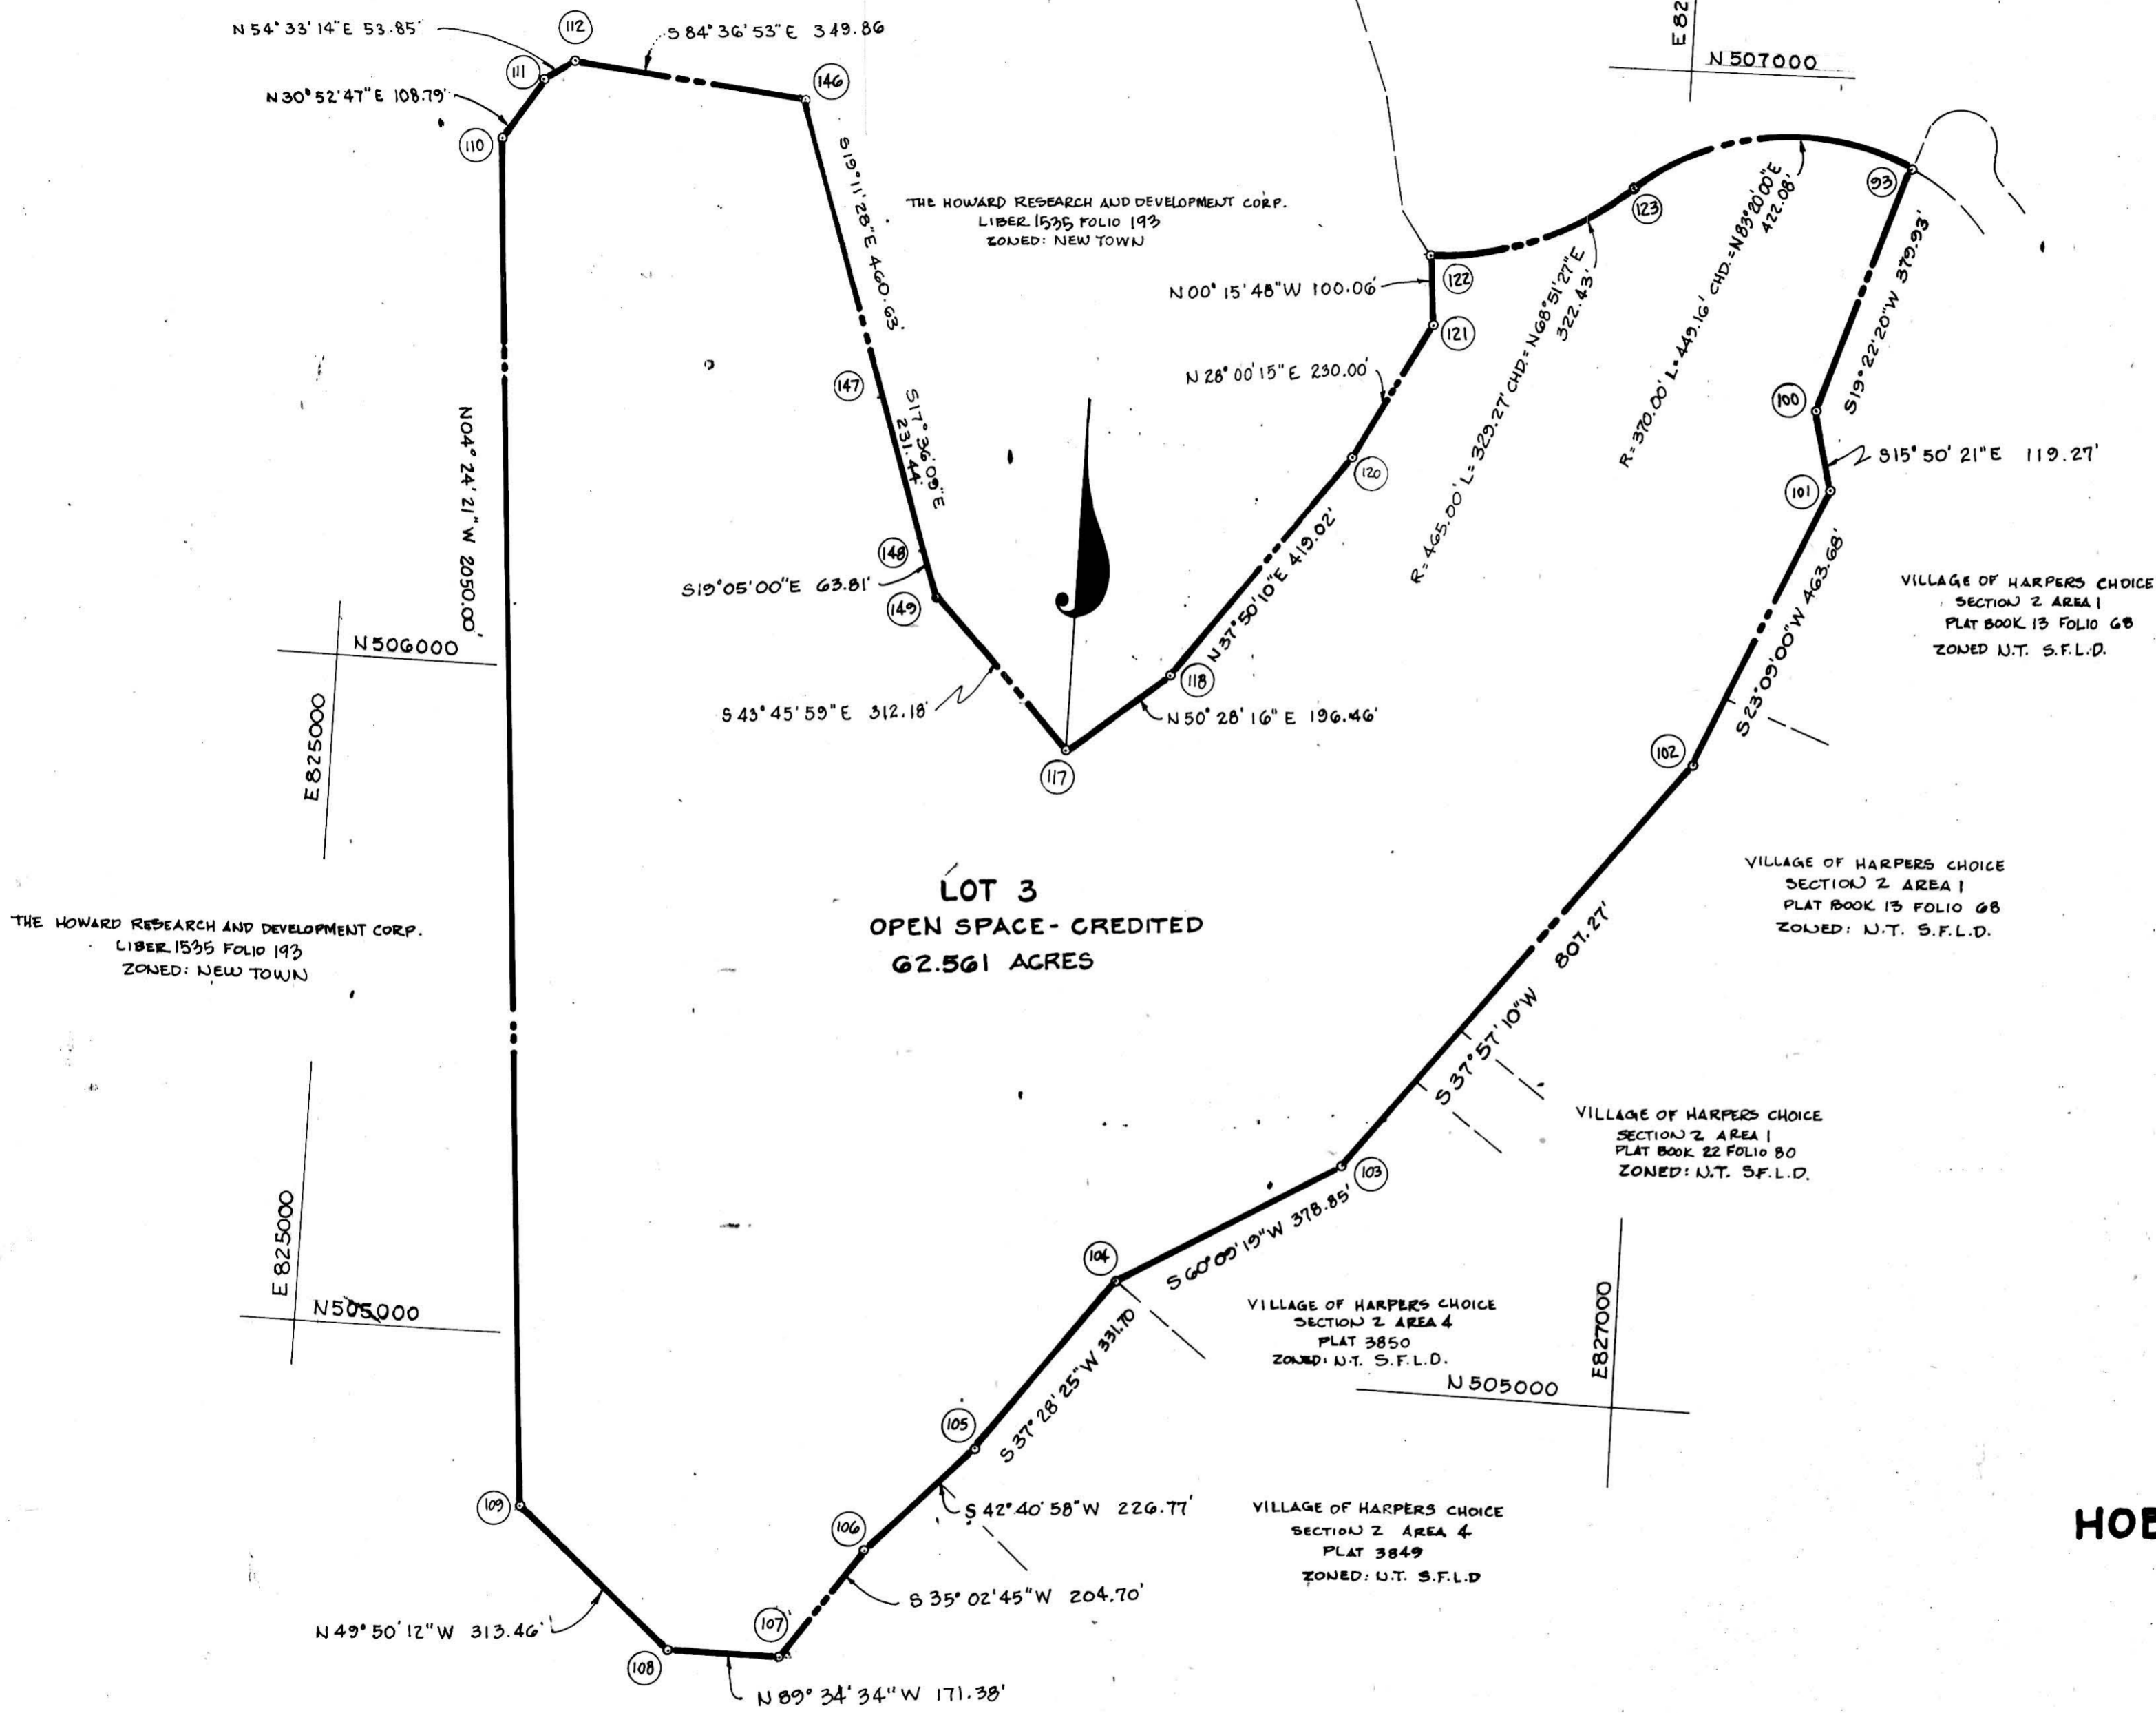 N 54° 33' 14" E 53.85'
112
S 84° 36' 53" E 349.86
E 82
N 507000
111
146
N 30° 52' 47" E 108.79'
110
S 19° 11' 28" E 460.63'
THE HOWARD RESEARCH AND DEVELOPMENT CORP.
LIBER 1535 FOLIO 193
ZONED: NEW TOWN
123
93
R = 370.00' L = 449.16' CHD. = N 83° 20' 00" E
422.08'
S 19° 22' 20" W 379.93'
122
N 00° 15' 48" W 100.06'
121
R = 465.00' L = 329.27' CHD. = N 68° 51' 27" E
322.43'
N 28° 00' 15" E 230.00'
147
S 17° 36' 09" E
231.44'
100
S 15° 50' 21" E 119.27'
101
120
N 04° 24' 21" W 2050.00'
148
S 19° 05' 00" E 63.81'
149
N 37° 50' 10" E 419.02'
S 23° 09' 00" W 463.68'
VILLAGE OF HARPERS CHOICE
SECTION 2 AREA 1
PLAT BOOK 13 FOLIO 68
ZONED N.T. S.F.L.D.
N 506000
E 825000
118
S 43° 45' 59" E 312.18'
N 50° 28' 16" E 196.46'
102
117
LOT 3
OPEN SPACE - CREDITED
62.561 ACRES
VILLAGE OF HARPERS CHOICE
SECTION 2 AREA 1
PLAT BOOK 13 FOLIO 68
ZONED: N.T. S.F.L.D.
THE HOWARD RESEARCH AND DEVELOPMENT CORP.
LIBER 1535 FOLIO 193
ZONED: NEW TOWN
S 37° 57' 10" W 807.27'
VILLAGE OF HARPERS CHOICE
SECTION 2 AREA 1
PLAT BOOK 22 FOLIO 80
ZONED: N.T. S.F.L.D.
103
E 825000
N 505000
104
S 60° 09' 19" W 378.85'
VILLAGE OF HARPERS CHOICE
SECTION 2 AREA 4
PLAT 3850
ZONED: N.T. S.F.L.D.
E 827000
N 505000
S 37° 28' 25" W 331.70
105
109
S 42° 40' 58" W 226.77'
VILLAGE OF HARPERS CHOICE
SECTION 2 AREA 4
PLAT 3849
ZONED: N.T. S.F.L.D
HOB
106
S 35° 02' 45" W 204.70'
107
N 49° 50' 12" W 313.46'
108
N 89° 34' 34" W 171.38'